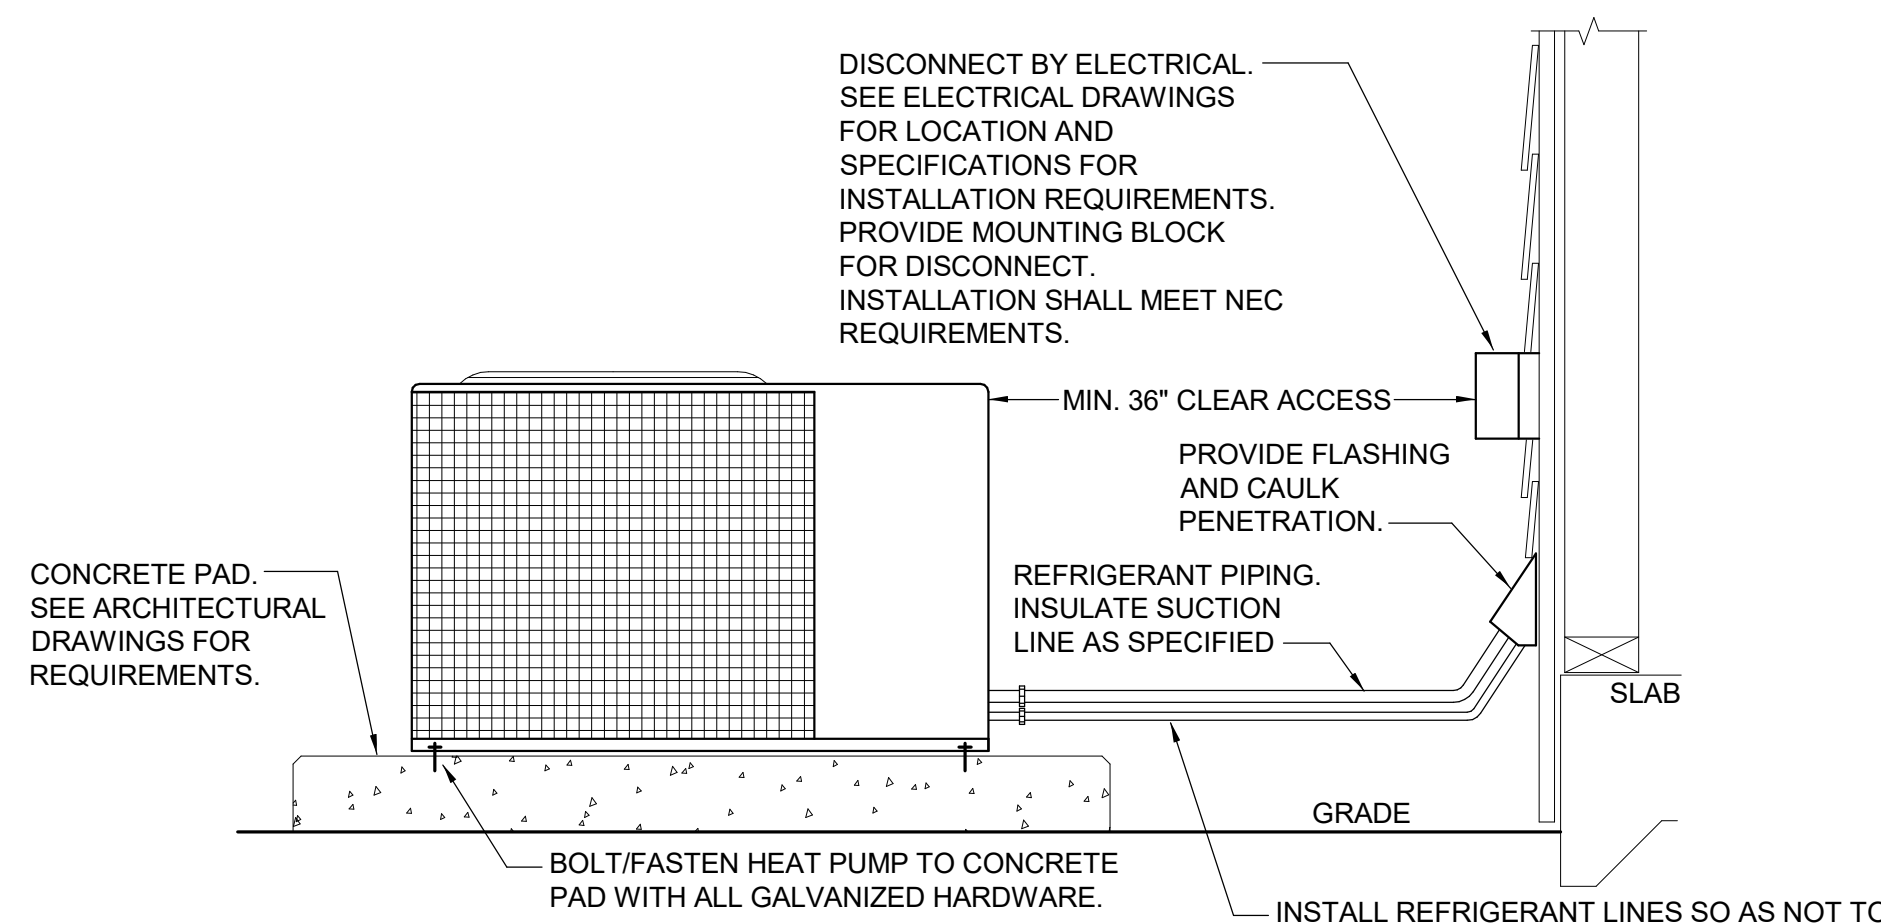 DISCONNECT BY ELECTRICAL.
SEE ELECTRICAL DRAWINGS
FOR LOCATION AND
SPECIFICATIONS FOR
INSTALLATION REQUIREMENTS.
PROVIDE MOUNTING BLOCK
FOR DISCONNECT.
INSTALLATION SHALL MEET NEC
REQUIREMENTS.
MIN. 36" CLEAR ACCESS
PROVIDE FLASHING
AND CAULK
PENETRATION.
CONCRETE PAD.
SEE ARCHITECTURAL
DRAWINGS FOR
REQUIREMENTS.
REFRIGERANT PIPING.
INSULATE SUCTION
LINE AS SPECIFIED
SLAB
GRADE
BOLT/FASTEN HEAT PUMP TO CONCRETE
PAD WITH ALL GALVANIZED HARDWARE.
INSTALL REFRIGERANT LINES SO AS NOT TO